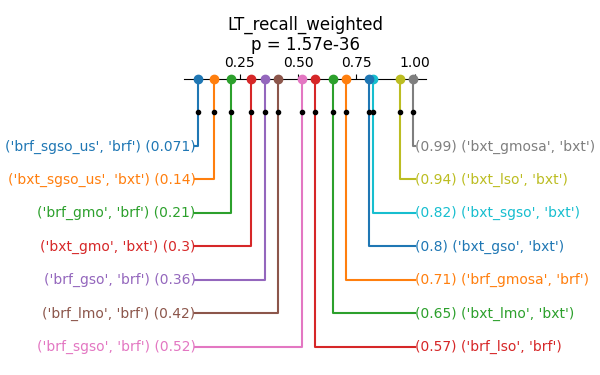 LT_recall_weighted
p = 1.57e-36
0.25 0.50 0.75 1.00
('brf_sgso_us', 'brf') (0.071) (0.99) ('bxt_gmosa', 'bxt')
('bxt_sgso_us', 'bxt') (0.14) (0.94) ('bxt_lso', 'bxt')
('brf_gmo', 'brf') (0.21) (0.82) ('bxt_sgso', 'bxt')
('bxt_gmo', 'bxt') (0.3) (0.8) ('bxt_gso', 'bxt')
('brf_gso', 'brf') (0.36) (0.71) ('brf_gmosa', 'brf')
('brf_lmo', 'brf') (0.42) (0.65) ('bxt_lmo', 'bxt')
('brf_sgso', 'brf') (0.52) (0.57) ('brf_lso', 'brf')